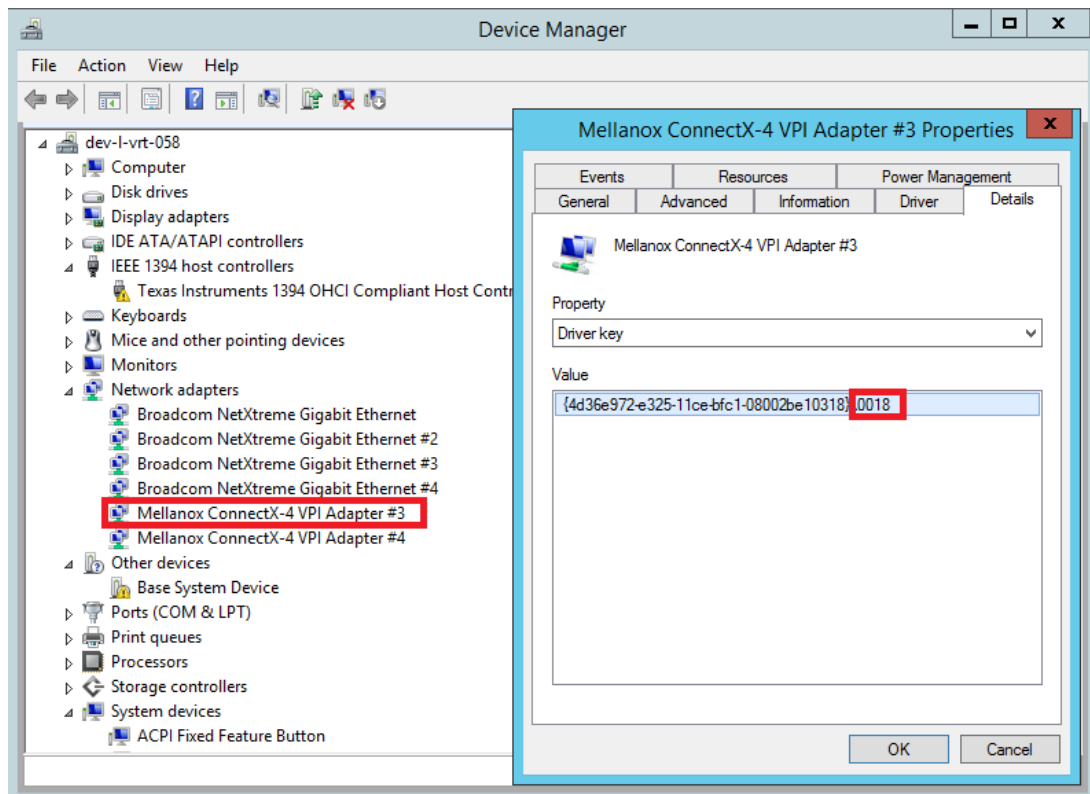 Device Manager
File Action View Help
dev-l-vrt-058
Computer
Disk drives
Display adapters
IDE ATA/ATAPI controllers
IEEE 1394 host controllers
Texas Instruments 1394 OHCI Compliant Host Contr
Keyboards
Mice and other pointing devices
Monitors
Network adapters
Broadcom NetXtreme Gigabit Ethernet
Broadcom NetXtreme Gigabit Ethernet #2
Broadcom NetXtreme Gigabit Ethernet #3
Broadcom NetXtreme Gigabit Ethernet #4
Mellanox ConnectX-4 VPI Adapter #3
Mellanox ConnectX-4 VPI Adapter #4
Other devices
Base System Device
Ports (COM & LPT)
Print queues
Processors
Storage controllers
System devices
ACPI Fixed Feature Button
Mellanox ConnectX-4 VPI Adapter #3 Properties
Events Resources Power Management
General Advanced Information Driver Details
Mellanox ConnectX-4 VPI Adapter #3
Property
Driver key
Value
{4d36e972-e325-11ce-bfc1-08002be10318}.0018
OK Cancel